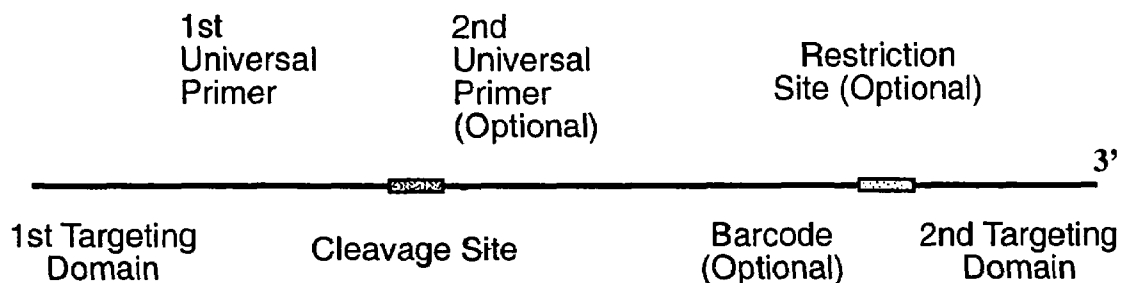 1st
Universal
Primer
2nd
Universal
Primer
(Optional)
Restriction
Site (Optional)
3'
1st Targeting
Domain
Cleavage Site
Barcode
(Optional)
2nd Targeting
Domain